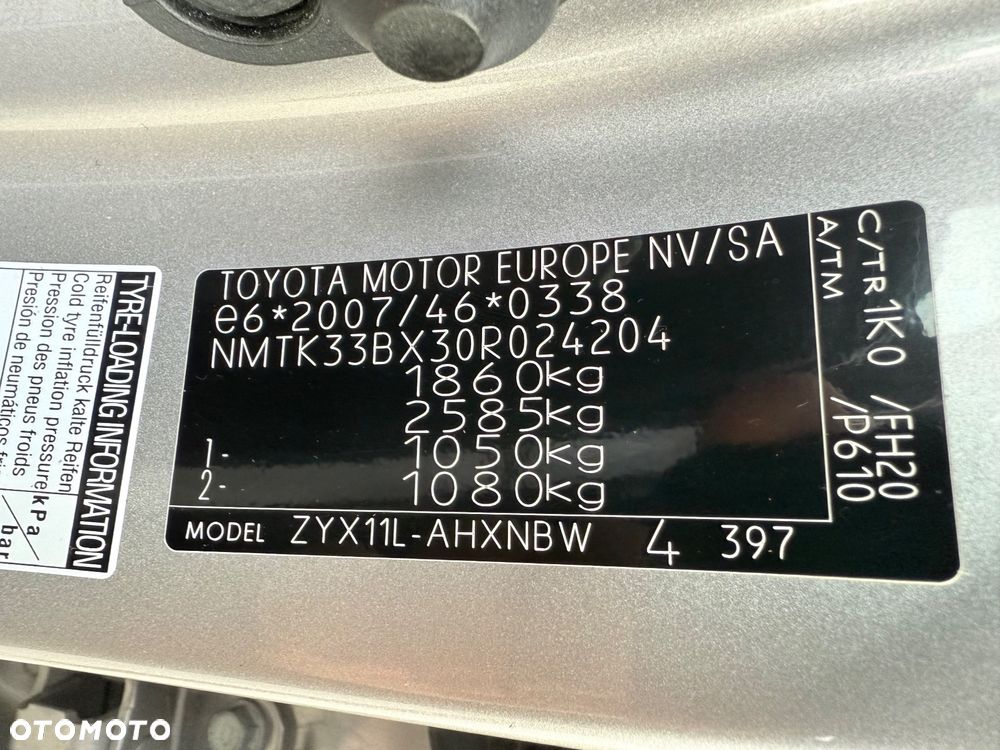 TOYOTA MOTOR EUROPE NV/SA
e6*2007/46*0338
NMTK33BX30R024204
1860kg
2585kg
1- 1050kg
2- 1080kg
MODEL ZYX11L-AHXNBW 4 397
C/TR 1K0 /FH20
A/TM /P610
TYRE-LOADING INFORMATION
Reifenfülldruck kalte Reifen
Cold tyre inflation pressure
Pression des pneus froids
Presión de neumáticos
kPa/
bar
OTOMOTO